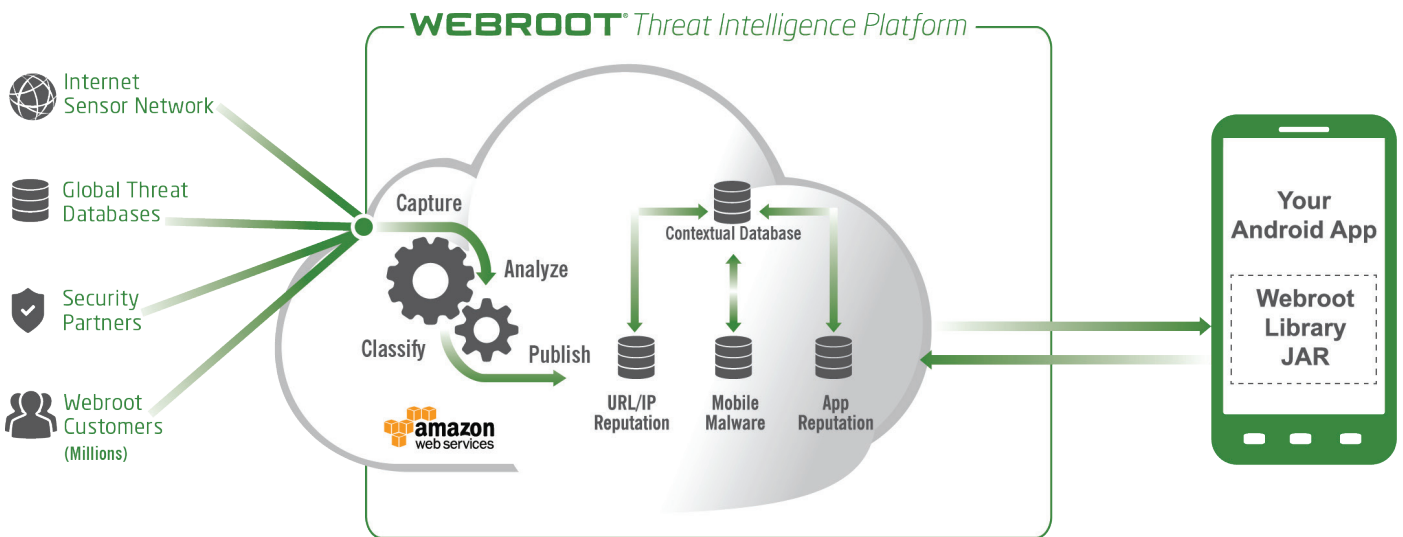 WEBROOT® Threat Intelligence Platform
Internet
Sensor Network
Global Threat
Databases
Security
Partners
Webroot
Customers
(Millions)
Capture
Analyze
Classify
Publish
amazon
web services
Contextual Database
URL/IP
Reputation
Mobile
Malware
App
Reputation
Your
Android App
Webroot
Library
JAR